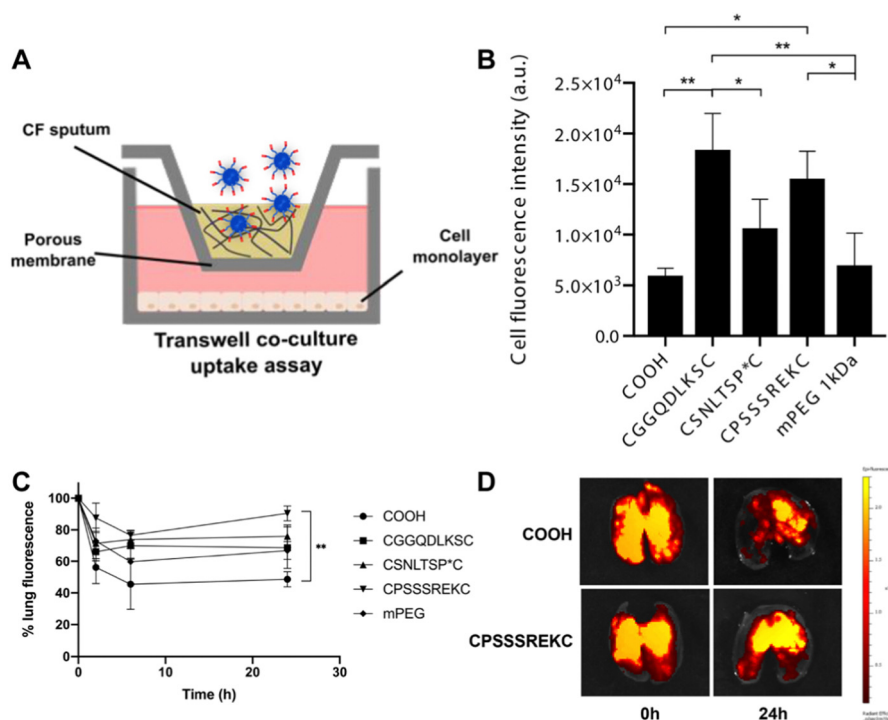 A
CF sputum
Porous
membrane
Cell
monolayer
Transwell co-culture
uptake assay
B
Cell fluorescence intensity (a.u.)
*
**
**
*
*
2.5×10⁴
2.0×10⁴
1.5×10⁴
1.0×10⁴
5.0×10³
0.0
COOH
CGGQDLKSC
CSNLTSP*C
CPSSSREKC
mPEG 1kDa
C
% lung fluorescence
100
80
60
40
20
0
0
10
20
30
Time (h)
**
COOH
CGGQDLKSC
CSNLTSP*C
CPSSSREKC
mPEG
D
COOH
CPSSSREKC
0h
24h